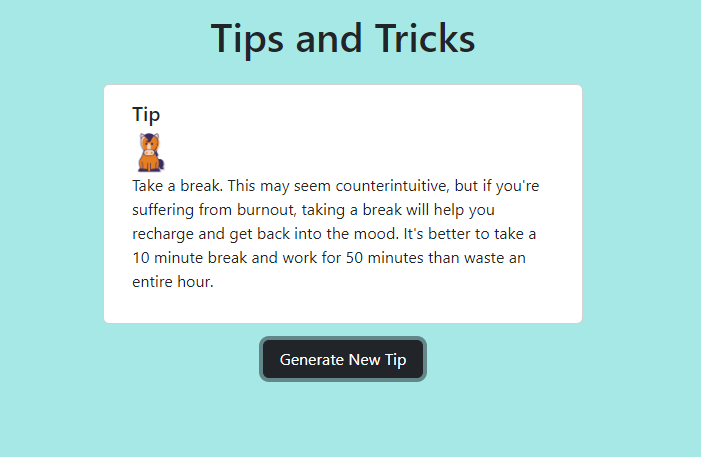 Tips and Tricks
Tip
Take a break. This may seem counterintuitive, but if you're
suffering from burnout, taking a break will help you
recharge and get back into the mood. It's better to take a
10 minute break and work for 50 minutes than waste an
entire hour.
Generate New Tip